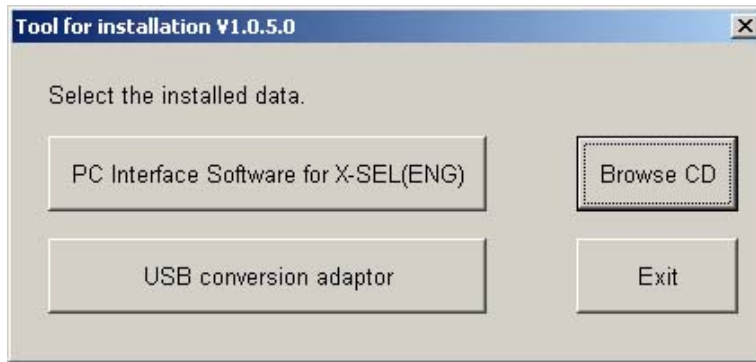 Tool for installation V1.0.5.0
Select the installed data.
PC Interface Software for X-SEL(ENG)
Browse CD
USB conversion adaptor
Exit